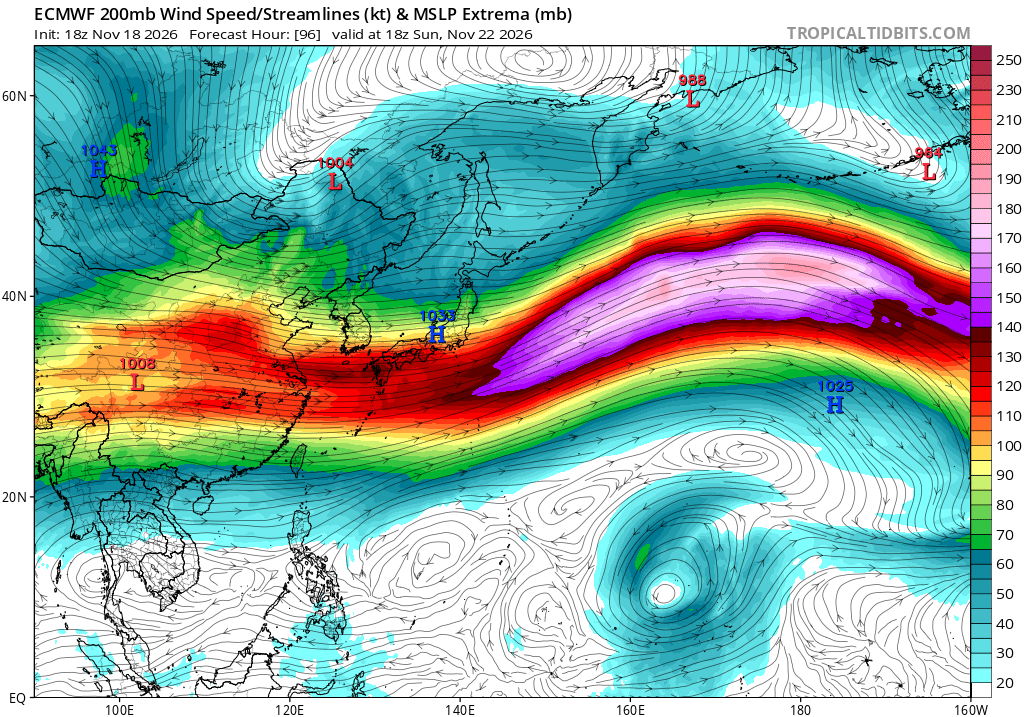 ECMWF 200mb Wind Speed/Streamlines (kt) & MSLP Extrema (mb)
Init: 18z Nov 18 2026 Forecast Hour: [96] valid at 18z Sun, Nov 22 2026
TROPICALTIDBITS.COM
60N
40N
20N
EQ
100E
120E
140E
160E
180
160W
1043
H
1004
L
988
L
984
L
1033
H
1008
L
1025
H
250
230
220
210
200
190
180
170
160
150
140
130
120
110
100
90
80
70
60
50
40
30
20